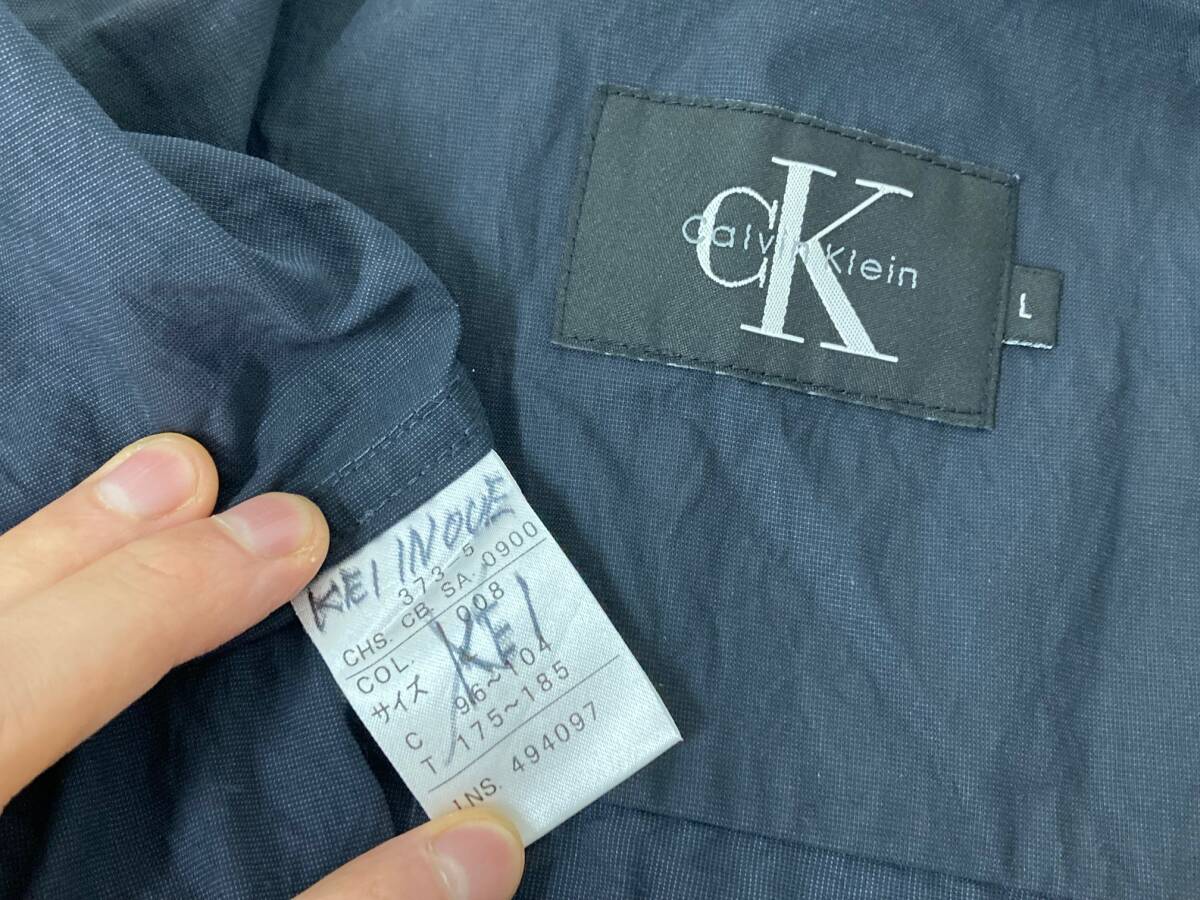 CK
Calvin Klein
L
KEI INOUE
373 5
CHS. CB. SA. 0900
COL. 008
KEI
サイズ
C 96~104
T 175~185
INS. 494097